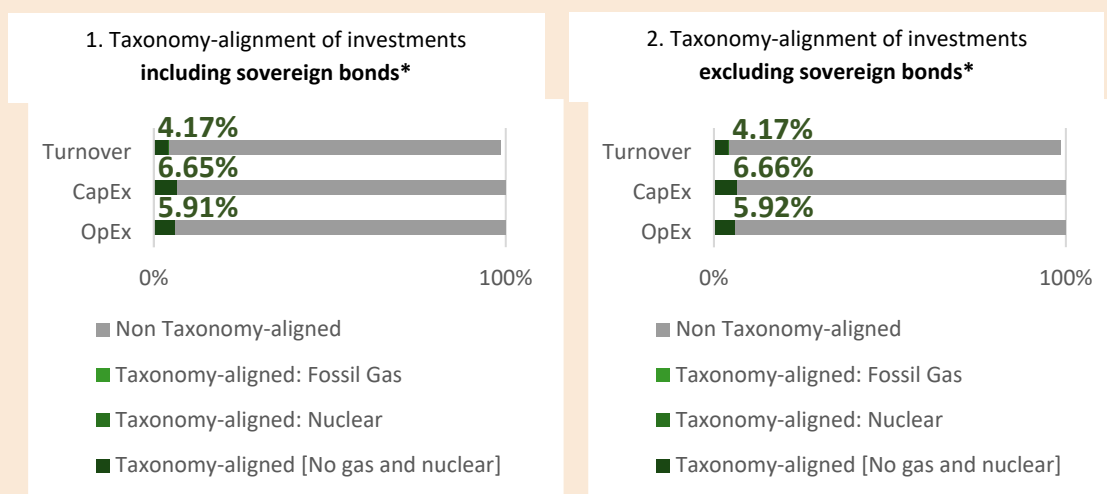 1. Taxonomy-alignment of investments
including sovereign bonds*
4.17%
Turnover
6.65%
CapEx
5.91%
OpEx
0%
100%
Non Taxonomy-aligned
Taxonomy-aligned: Fossil Gas
Taxonomy-aligned: Nuclear
Taxonomy-aligned [No gas and nuclear]
2. Taxonomy-alignment of investments
excluding sovereign bonds*
4.17%
Turnover
6.66%
CapEx
5.92%
OpEx
0%
100%
Non Taxonomy-aligned
Taxonomy-aligned: Fossil Gas
Taxonomy-aligned: Nuclear
Taxonomy-aligned [No gas and nuclear]